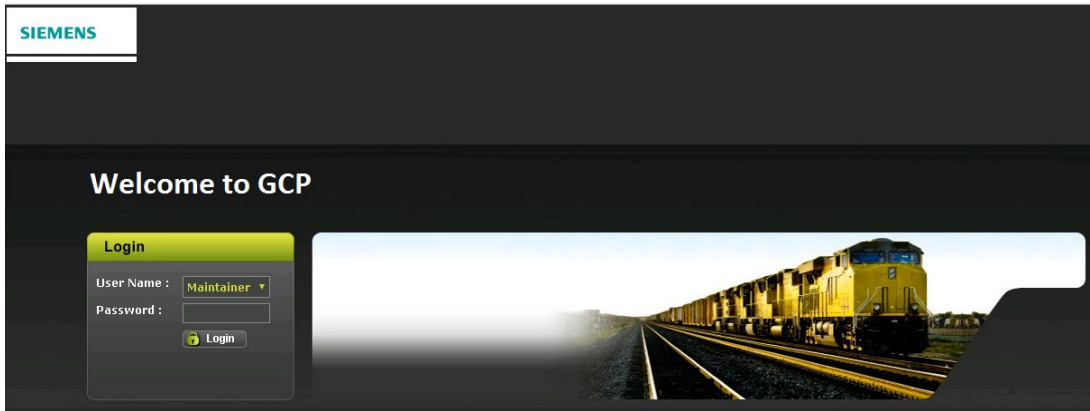 SIEMENS
Welcome to GCP
Login
User Name :
Maintainer
Password :
Login